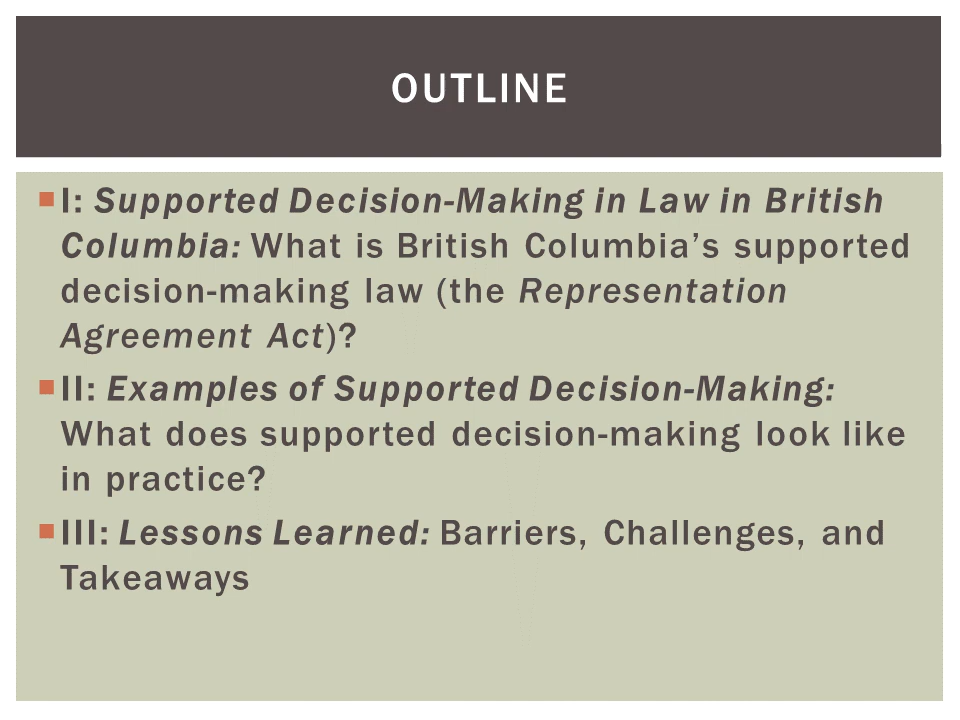 OUTLINE
I: Supported Decision-Making in Law in British
Columbia: What is British Columbia’s supported
decision-making law (the Representation
Agreement Act)?
II: Examples of Supported Decision-Making:
What does supported decision-making look like
in practice?
III: Lessons Learned: Barriers, Challenges, and
Takeaways